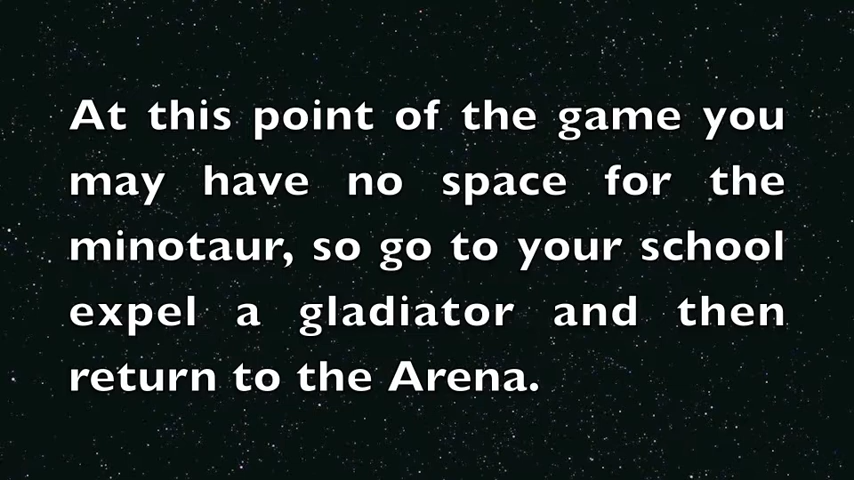 At this point of the game you
may have no space for the
minotaur, so go to your school
expel a gladiator and then
return to the Arena.